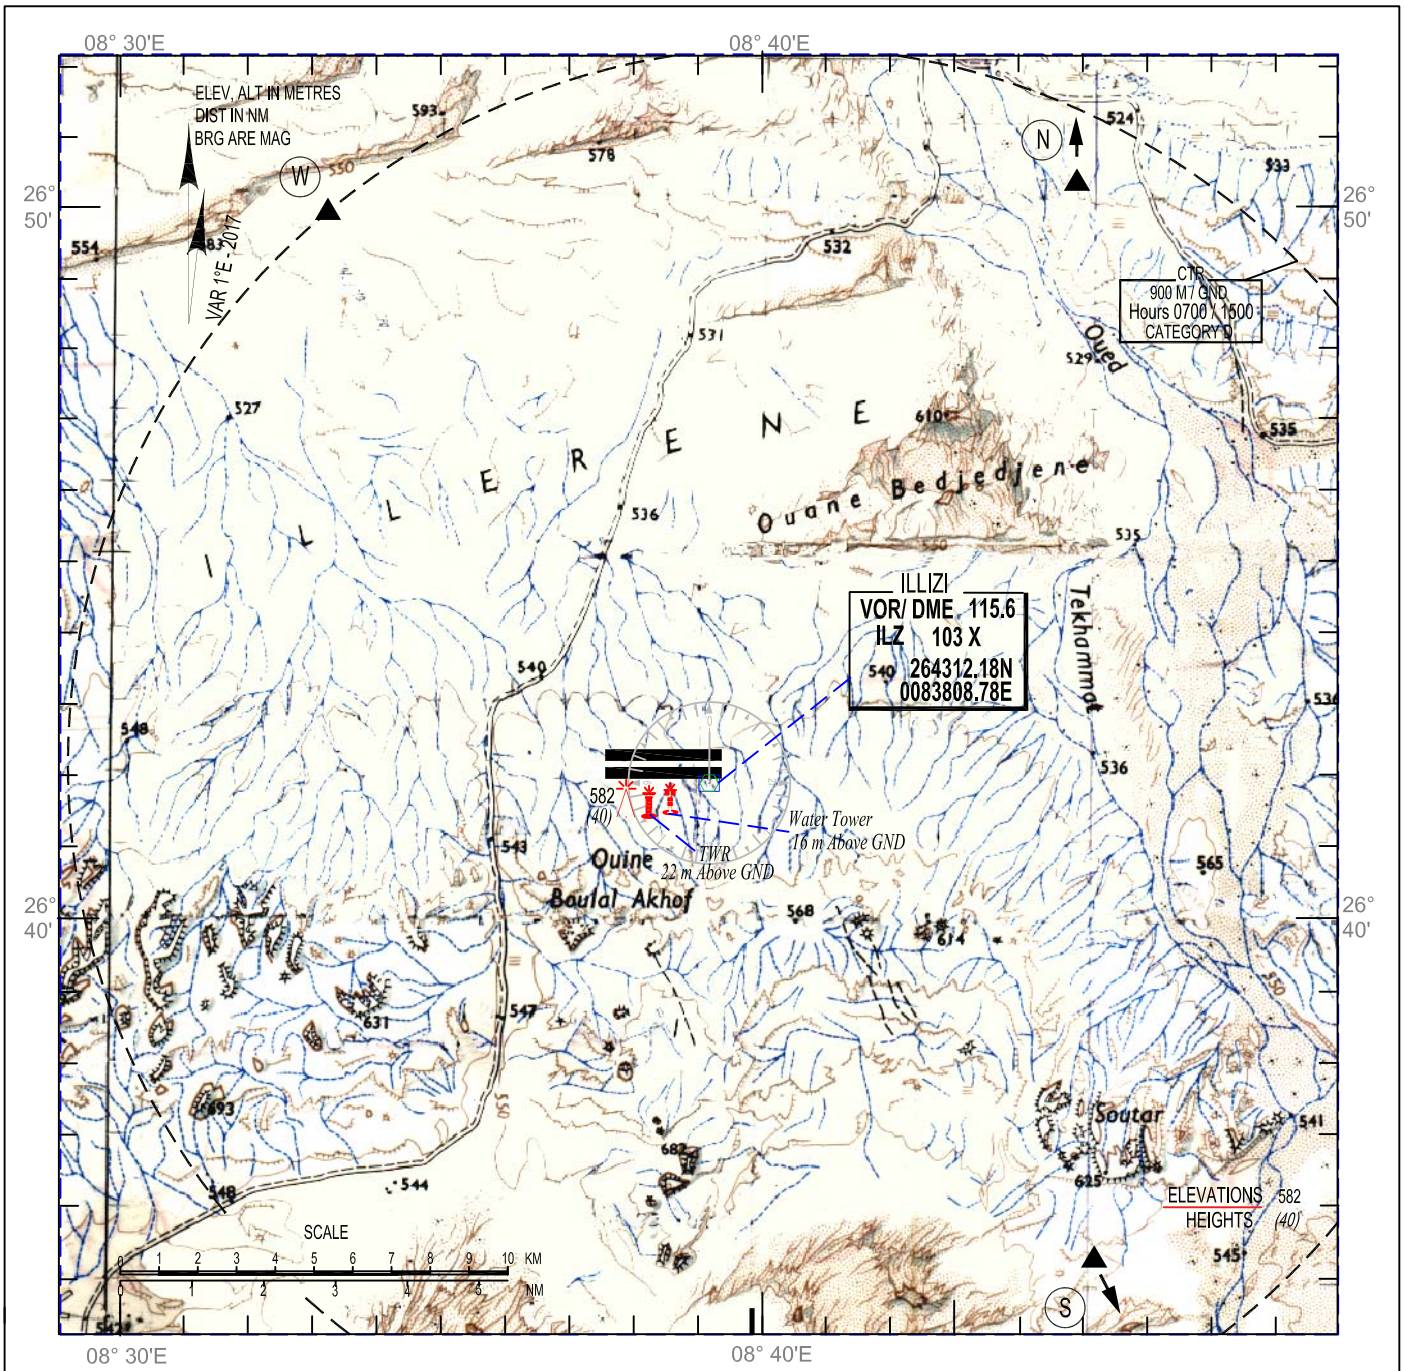 08° 30'E
08° 40'E
ELEV, ALT IN METRES
DIST IN NM
BRG ARE MAG
593
578
524
N
W
550
533
26°
50'
26°
50'
554
583
VAR 1°E - 2017
532
CTR
900 M / GND
Hours 0700 / 1500
CATEGORY D
531
Oued
529
527
610
535
I L L E R E N E
Ouane Bedjedjene
536
535
550
ILLIZI
VOR/ DME 115.6
ILZ 103 X
264312.18N
0083808.78E
540
540
Tekhammat
536
548
536
582
(40)
Water Tower
16 m Above GND
TWR
22 m Above GND
543
Ouine
Boulal Akhof
565
26°
40'
26°
40'
568
614
550
631
547
693
550
Soutar
541
682
625
548
544
ELEVATIONS 582
HEIGHTS (40)
545
SCALE
0 1 2 3 4 5 6 7 8 9 10 KM
0 1 2 3 4 5 NM
S
542
08° 30'E
08° 40'E